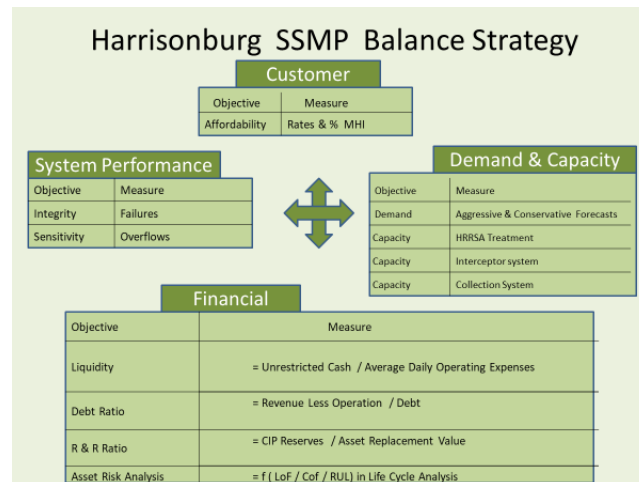 Harrisonburg SSMP Balance Strategy
Customer
Objective Measure
Affordability Rates & % MHI
System Performance
Objective Measure
Integrity Failures
Sensitivity Overflows
Demand & Capacity
Objective Measure
Demand Aggressive & Conservative Forecasts
Capacity HRRSA Treatment
Capacity Interceptor system
Capacity Collection System
Financial
Objective Measure
Liquidity = Unrestricted Cash / Average Daily Operating Expenses
Debt Ratio = Revenue Less Operation / Debt
R & R Ratio = CIP Reserves / Asset Replacement Value
Asset Risk Analysis = f ( LoF / Cof / RUL) in Life Cycle Analysis